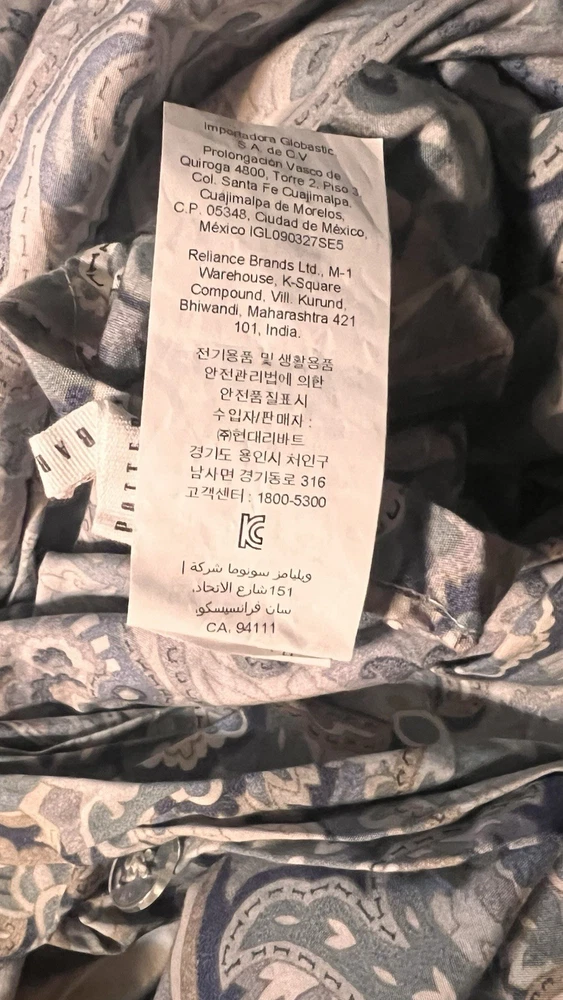 Importadora Globastic
S.A. de C.V
Prolongación Vasco de
Quiroga 4800, Torre 2, Piso 3,
Col. Santa Fe Cuajimalpa,
Cuajimalpa de Morelos,
C.P. 05348, Ciudad de México,
México IGL090327SE5
Reliance Brands Ltd., M-1
Warehouse, K-Square
Compound, Vill. Kurund,
Bhiwandi, Maharashtra 421
101, India.
전기용품 및 생활용품
안전관리법에 의한
안전품질표시
수입자/판매자 :
㈜현대리바트
경기도 용인시 처인구
남사면 경기동로 316
고객센터 : 1800-5300
ويليامز سونوما شركة |
151شارع الاتحاد,
سان فرانسيسكو,
CA, 94111
BAR
POTTE